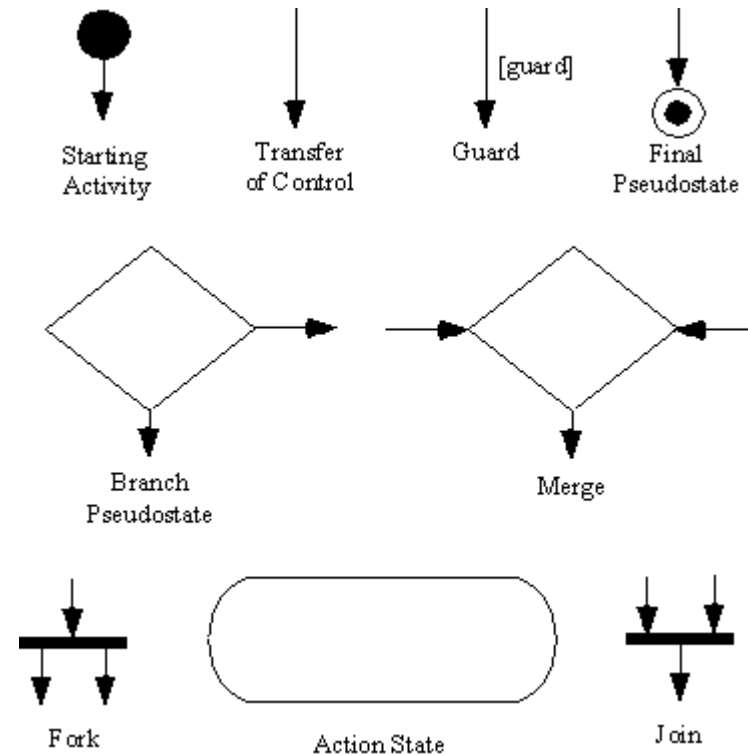 [guard]
Starting
Activity
Transfer
of Control
Guard
Final
Pseudostate
Branch
Pseudostate
Merge
Fork
Action State
Join